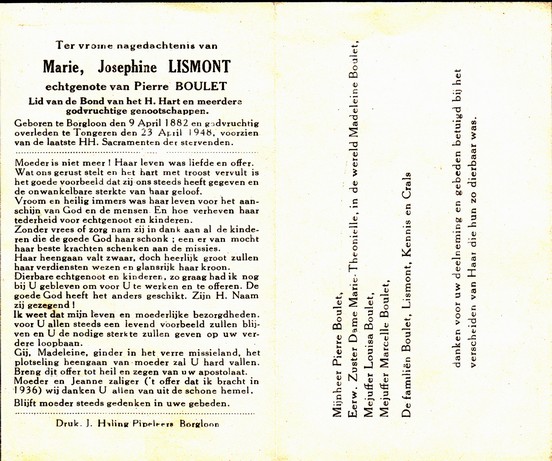 Ter vrome nagedachtenis van
Marie, Josephine LISMONT
echtgenote van Pierre BOULET
Lid van de Bond van het H. Hart en meerdere
godvruchtige genootschappen.
Geboren te Borgloon den 9 April 1882 en godvruchtig
overleden te Tongeren den 23 April 1948, voorzien
van de laatste HH. Sacramenten der stervenden.
Moeder is niet meer ! Haar leven was liefde en offer.
Wat ons gerust stelt en het hart met troost vervult is
het goede voorbeeld dat zij ons steeds heeft gegeven en
de onwankelbare sterkte van haar geloof.
Vroom en heilig immers was haar leven voor het aan-
schijn van God en de mensen. En hoe verheven haar
tederheid voor echtgenoot en kinderen.
Zonder vrees of zorg nam zij in dank aan al de kinde-
ren die de goede God haar schonk ; een er van mocht
haar beste krachten schenken aan de missies.
Haar heengaan valt zwaar, doch heerlijk groot zullen
haar verdiensten wezen en glansrijk haar kroon.
Dierbare echtgenoot en kinderen, zo graag had ik nog
bij U gebleven om voor U te werken en te offeren. De
goede God heeft het anders geschikt. Zijn H. Naam
zij gezegend !
Ik weet dat mijn leven en moederlijke bezorgdheden.
voor U allen steeds een levend voorbeeld zullen blij-
ven en U de nodige sterkte zullen geven op uw ver-
dere loopbaan.
Gij, Madeleine, ginder in het verre missieland, het
plotseling heengaan van moeder zal U hard vallen.
Breng dit offer tot heil en zegen van uw apostolaat.
Moeder en Jeanne zaliger ('t offer dat ik bracht in
1936) wij danken U allen van uit de schone hemel.
Blijft moeder steeds gedenken in uwe gebeden.
Druk. J. Haling Pipeleers Borgloon
Mijnheer Pierre Boulet,
Eerw. Zuster Dame Marie-Theonielle, in de wereld Madeleine Boulet,
Mejuffer Louisa Boulet,
Mejuffer Marcelle Boulet,
De familiën Boulet, Lismont, Kennis en Crals
danken voor uw deelneming en gebeden betuigd bij het
verscheiden van Haar die hun zo dierbaar was.